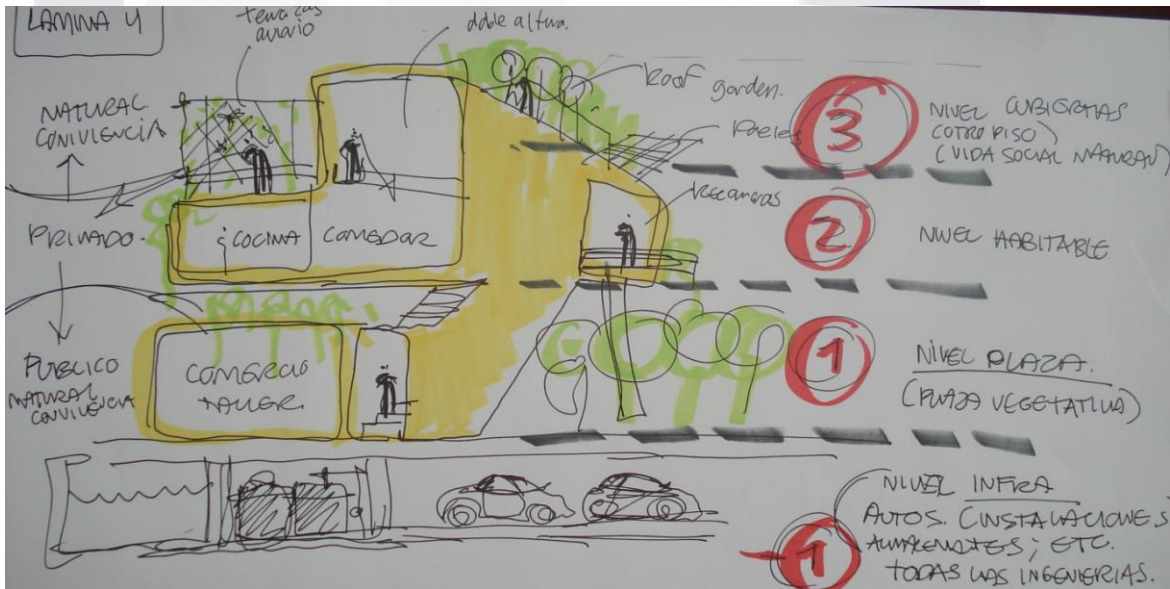 LAMINA 4
aviario
doble altura.
Roof garden.
NATURAL
CONVIVENCIA
3
NIVEL CUBIERTAS
(OTRO PISO)
(VIDA SOCIAL NATURAL)
Recamaras
PRIVADO.
COCINA
COMEDOR
2
NIVEL HABITABLE
PUBLICO
NATURAL
CONVIVENCIA
COMERCIO
TALLER.
1
NIVEL PLAZA.
(PLAZA VEGETATIVA)
-1
NIVEL INFRA
AUTOS. (INSTALACIONES,
ETC.
TODAS LAS INGENIERIAS.